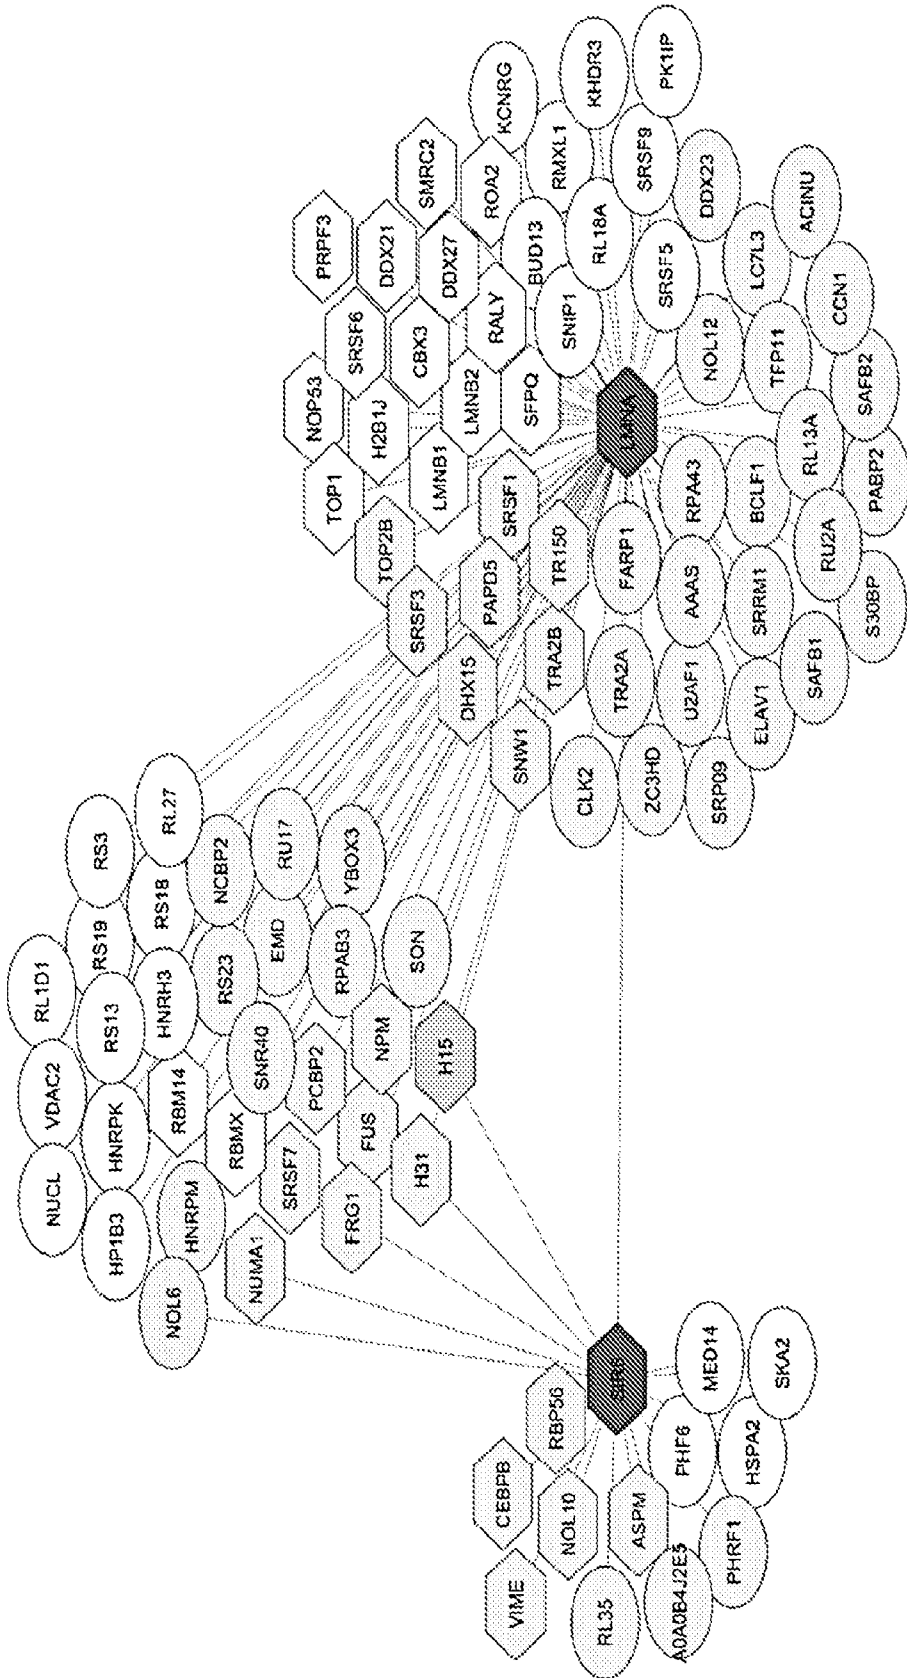 PRPF3
NOP53
SRSF6
DDX21
SMRC2
KCNRG
TOP1
H2B1J
CBX3
DDX27
ROA2
RMXL1
KHDR3
PK1IP
TOP2B
LMNB1
LMNB2
RALY
BUD13
RL18A
SRSF9
SRSF3
SRSF1
SFPQ
SNIP1
SRSF5
DDX23
DHX15
PAPD5
TR150
NOL12
LC7L3
ACINU
SNW1
TRA2B
FARP1
RPA43
TFP11
CCN1
CLK2
TRA2A
AAAS
BCLF1
RL13A
SAFB2
ZC3HD
U2AF1
SRRM1
RU2A
PABP2
SRP09
ELAV1
SAFB1
S30BP
RL1D1
RS19
RS3
RL27
VDAC2
RS13
RS18
NCBP2
RU17
NUCL
HNRPK
HNRH3
RS23
EMD
YBOX3
HP1B3
RBM14
SNR40
RPAB3
SON
HNRPM
RBMX
PCBP2
NPM
H15
NOL6
NUMA1
SRSF7
FUS
H31
FRG1
CEBPB
RBP56
SIR6
MED14
SKA2
VIME
NOL10
ASPM
PHF6
HSPA2
RL35
A0A0B4J2E5
PHRF1